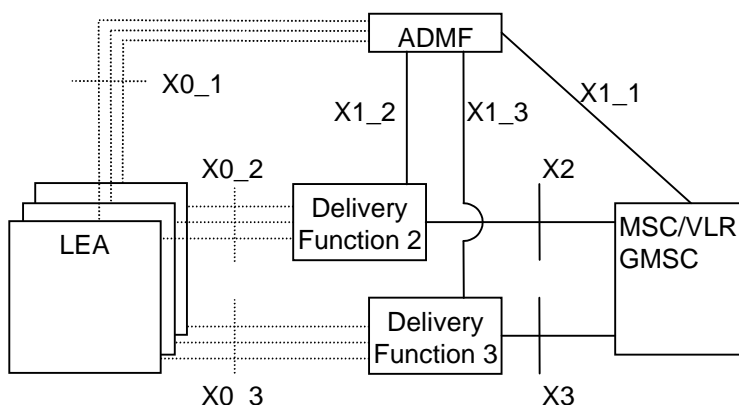 ADMF
X0_1
X1_2
X1_3
X1_1
X0_2
X2
Delivery
Function 2
MSC/VLR
GMSC
LEA
Delivery
Function 3
X0_3
X3